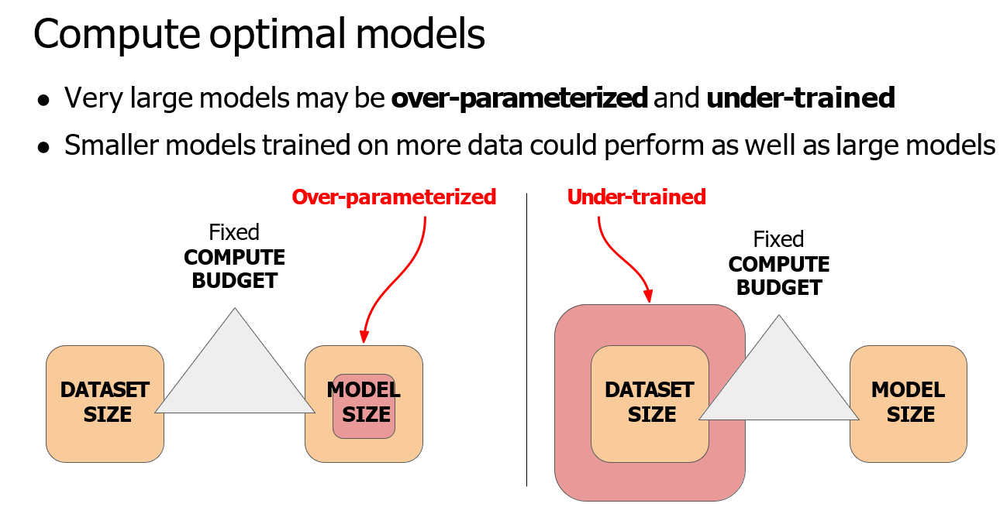 Compute optimal models
● Very large models may be over-parameterized and under-trained
● Smaller models trained on more data could perform as well as large models
Over-parameterized
Fixed
COMPUTE
BUDGET
DATASET
SIZE
MODEL
SIZE
Under-trained
Fixed
COMPUTE
BUDGET
DATASET
SIZE
MODEL
SIZE